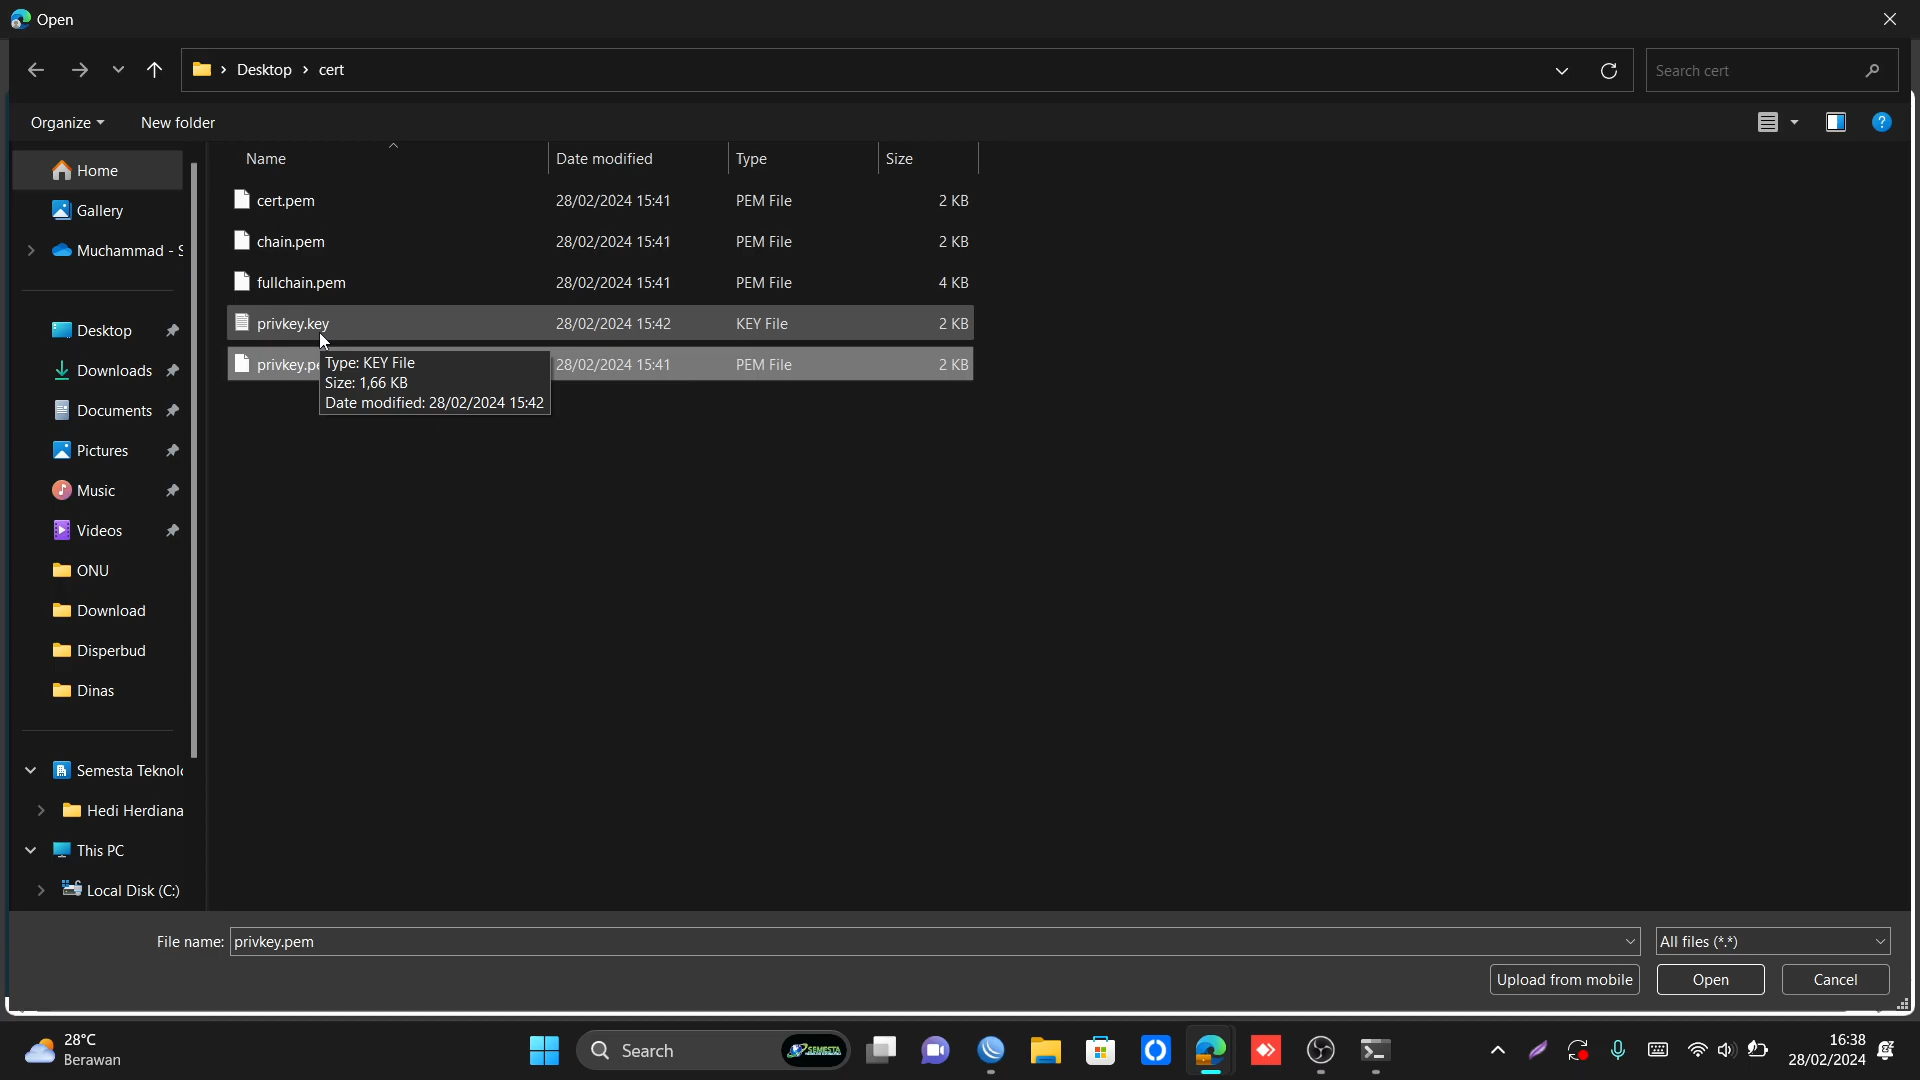 Open
Desktop › cert
Search cert
Organize
New folder
Name
Date modified
Type
Size
Home
Gallery
Muchammad - S
Desktop
Downloads
Documents
Pictures
Music
Videos
ONU
Download
Disperbud
Dinas
Semesta Teknolo
Hedi Herdiana
This PC
Local Disk (C:)
cert.pem 28/02/2024 15:41 PEM File 2 KB
chain.pem 28/02/2024 15:41 PEM File 2 KB
fullchain.pem 28/02/2024 15:41 PEM File 4 KB
privkey.key 28/02/2024 15:42 KEY File 2 KB
privkey.pe 28/02/2024 15:41 PEM File 2 KB
Type: KEY File
Size: 1,66 KB
Date modified: 28/02/2024 15:42
File name: privkey.pem
All files (*.*)
Upload from mobile
Open
Cancel
28°C
Berawan
Search
SEMESTA
16:38
28/02/2024